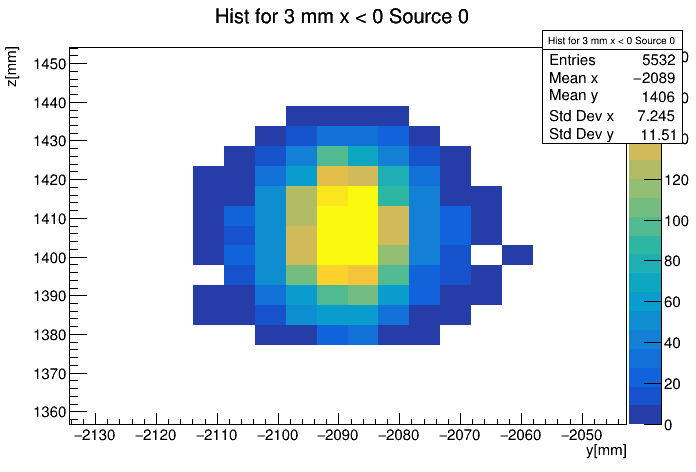 Hist for 3 mm x < 0 Source 0
z[mm]
Hist for 3 mm x < 0 Source 0
Entries 5532
Mean x −2089
Mean y 1406
Std Dev x 7.245
Std Dev y 11.51
1450
1440
1430
1420
1410
1400
1390
1380
1370
1360
120
100
80
60
40
20
0
−2130 −2120 −2110 −2100 −2090 −2080 −2070 −2060 −2050
y[mm]